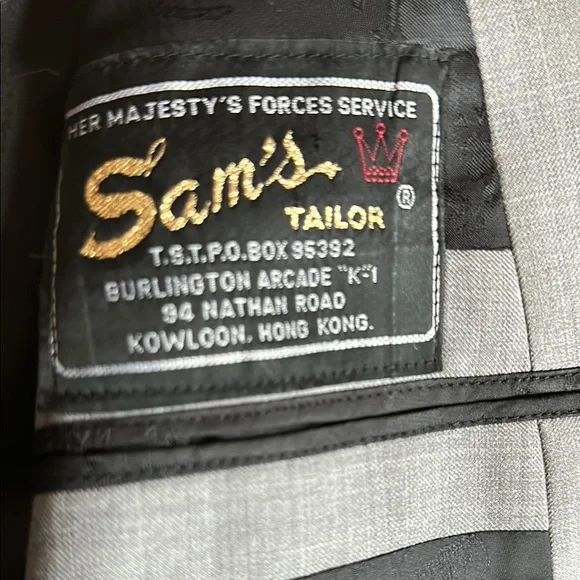 HER MAJESTY'S FORCES SERVICE
Sam's
TAILOR ®
T.S.T.P.O.BOX 95392
BURLINGTON ARCADE "K"1
94 NATHAN ROAD
KOWLOON, HONG KONG.